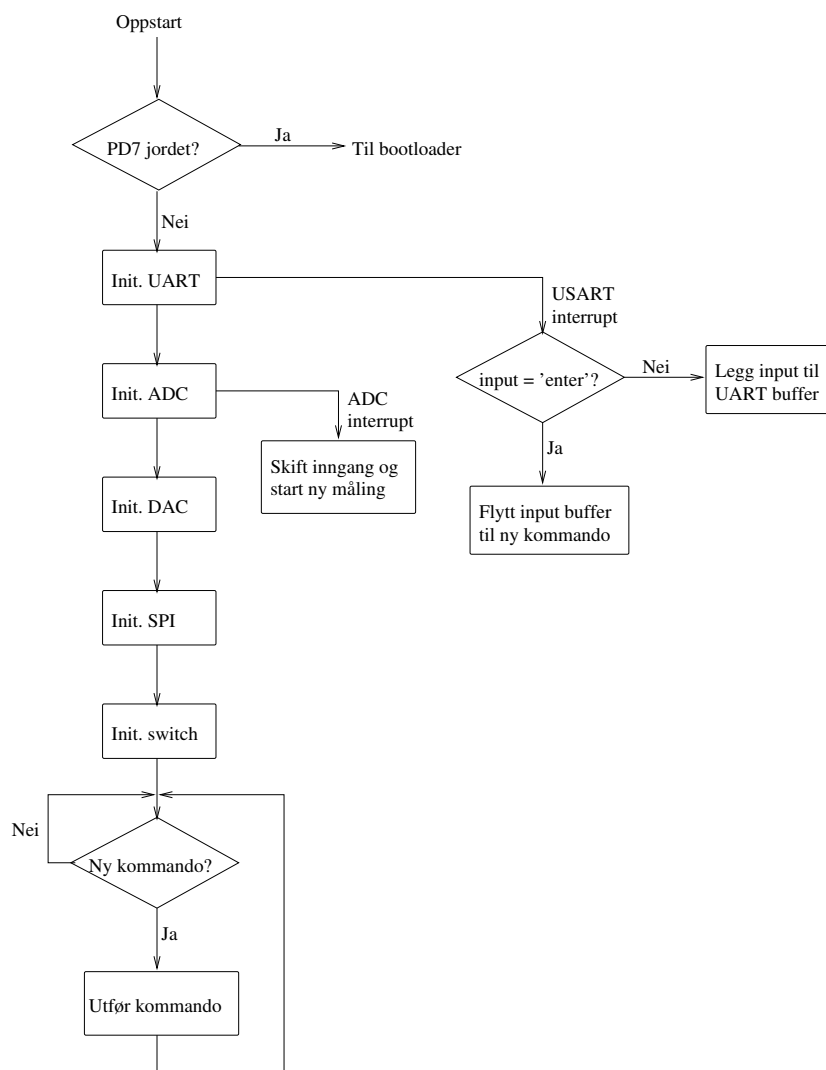 Oppstart
PD7 jordet?
Ja
Til bootloader
Nei
Init. UART
USART
interrupt
input = ’enter’?
Nei
Legg input til
UART buffer
Ja
Flytt input buffer
til ny kommando
Init. ADC
ADC
interrupt
Skift inngang og
start ny måling
Init. DAC
Init. SPI
Init. switch
Nei
Ny kommando?
Ja
Utfør kommando